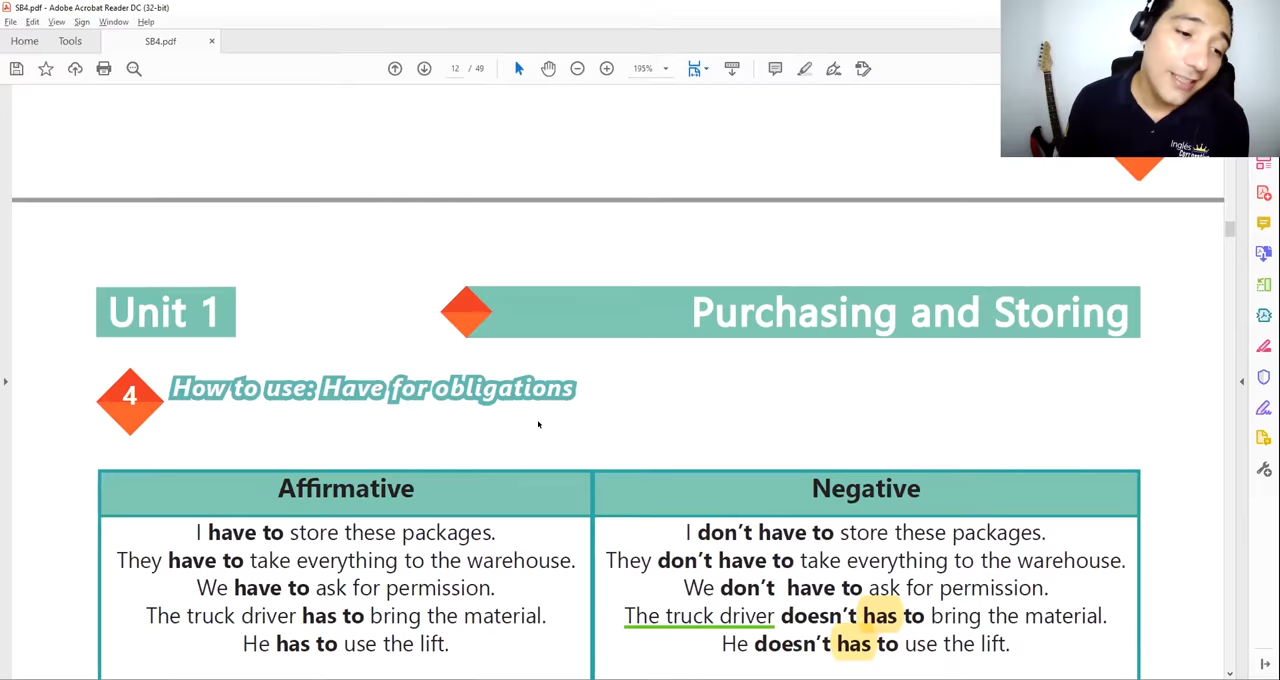 SB4.pdf - Adobe Acrobat Reader DC (32-bit)
File Edit View Sign Window Help
Home Tools SB4.pdf ×
12 / 49 195%
Inglés
Unit 1
Purchasing and Storing
4 How to use: Have for obligations
Affirmative
I have to store these packages.
They have to take everything to the warehouse.
We have to ask for permission.
The truck driver has to bring the material.
He has to use the lift.
Negative
I don't have to store these packages.
They don't have to take everything to the warehouse.
We don't have to ask for permission.
The truck driver doesn't has to bring the material.
He doesn't has to use the lift.